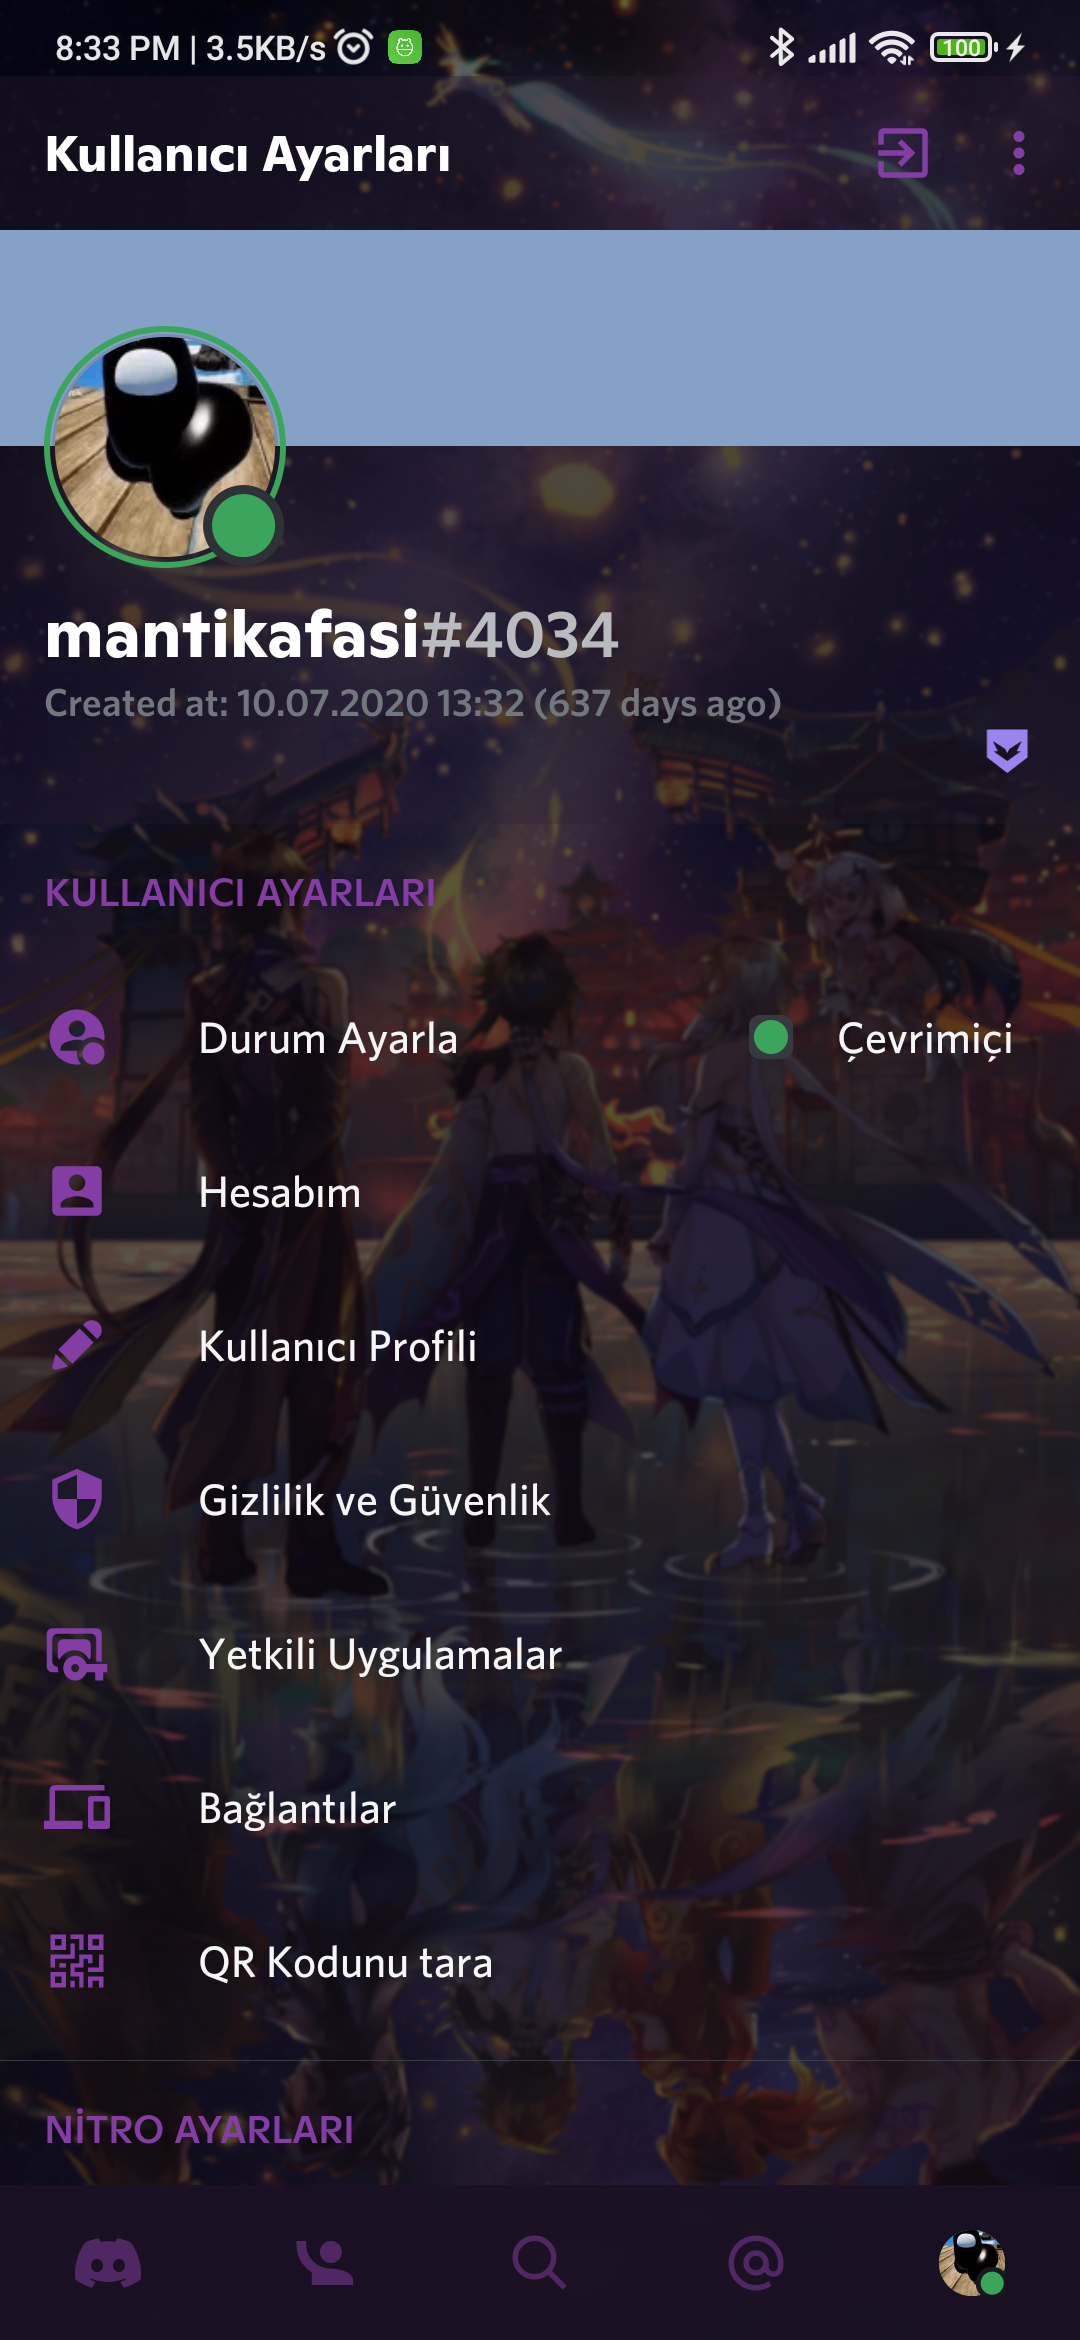 8:33 PM | 3.5KB/s
100
Kullanıcı Ayarları
mantikafasi#4034
Created at: 10.07.2020 13:32 (637 days ago)
KULLANICI AYARLARI
Durum Ayarla
Çevrimiçi
Hesabım
Kullanıcı Profili
Gizlilik ve Güvenlik
Yetkili Uygulamalar
Bağlantılar
QR Kodunu tara
NİTRO AYARLARI